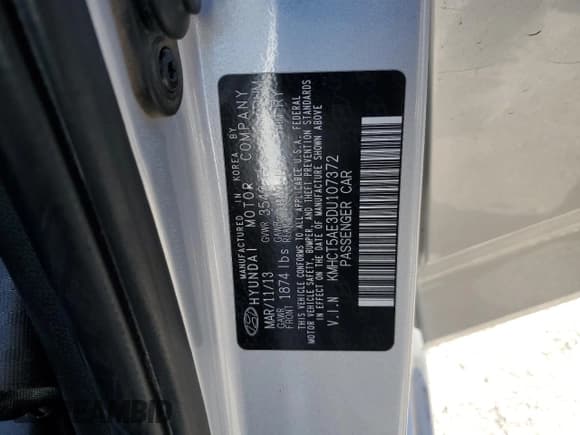 MANUFACTURED IN KOREA BY
HYUNDAI MOTOR COMPANY
MAR/11/13 GVWR
GAWR
FRONT 1874 lbs
THIS VEHICLE CONFORMS TO ALL APPLICABLE U.S.A. FEDERAL
MOTOR VEHICLE SAFETY, BUMPER, AND THEFT PREVENTION STANDARDS
IN EFFECT ON THE DATE OF MANUFACTURE SHOWN ABOVE.
V.I.N KMHCT5AE3DU107372
PASSENGER CAR